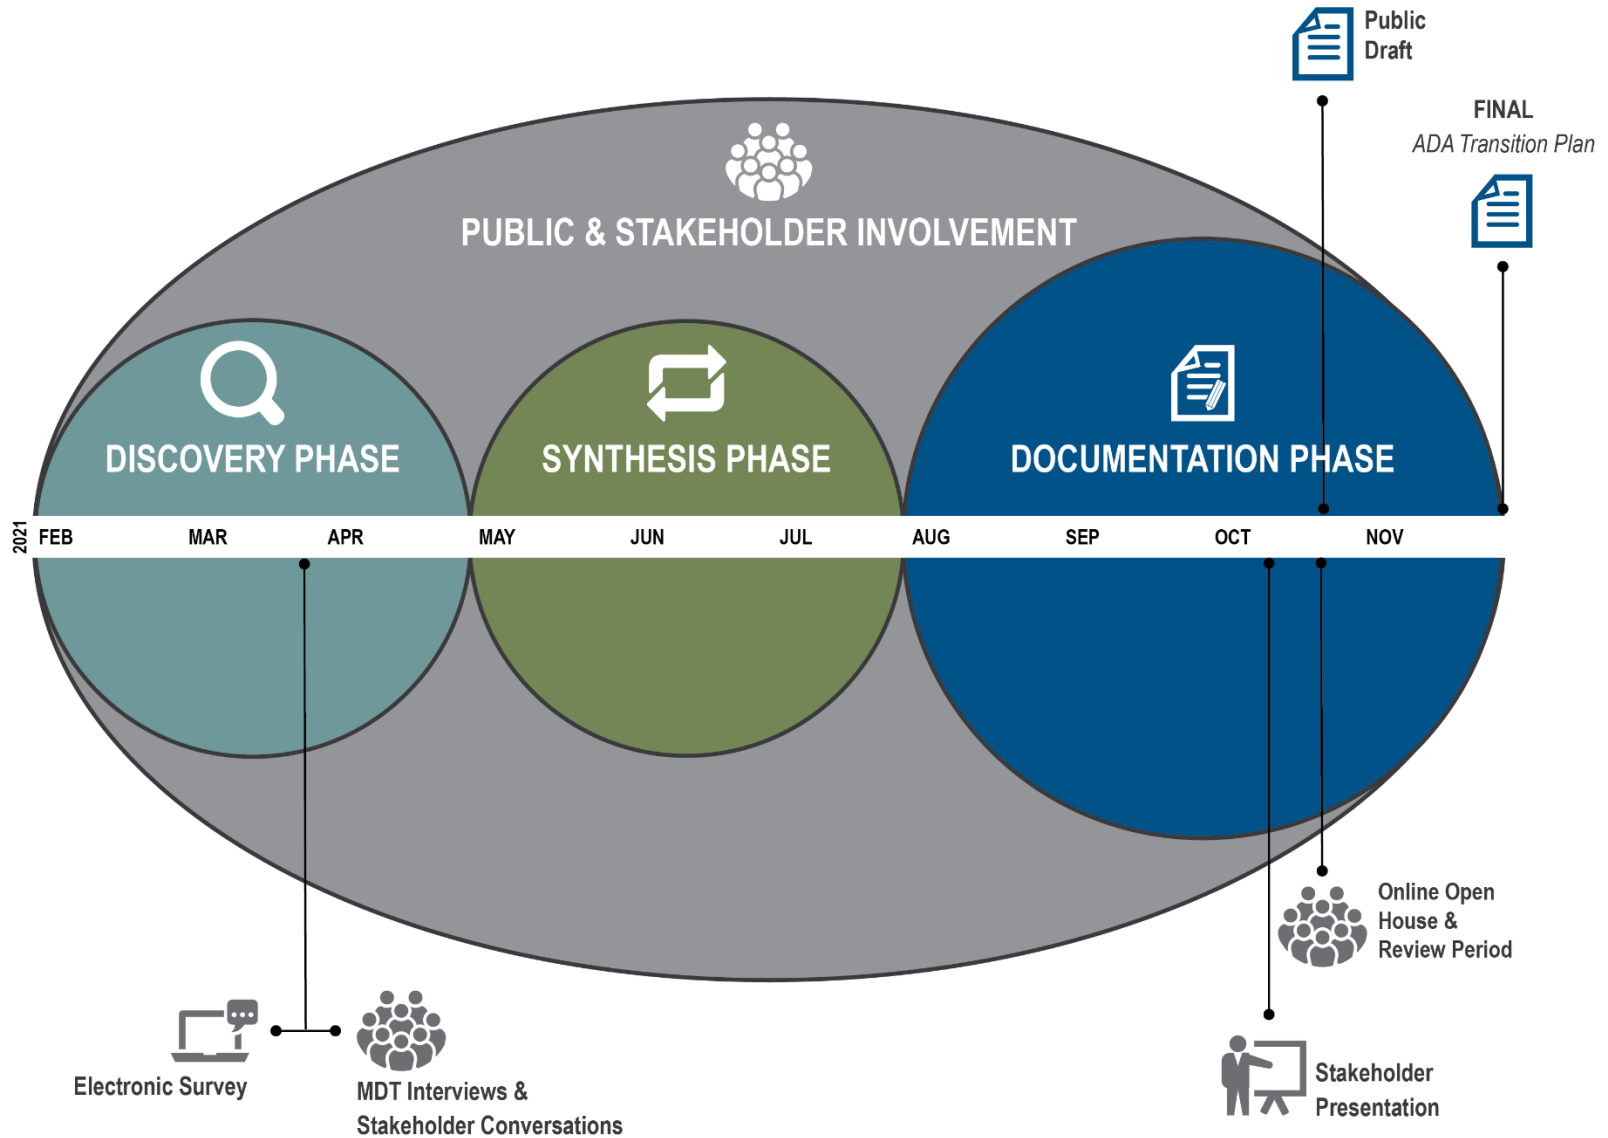 Public
Draft
FINAL
ADA Transition Plan
PUBLIC & STAKEHOLDER INVOLVEMENT
DISCOVERY PHASE
SYNTHESIS PHASE
DOCUMENTATION PHASE
2021
FEB MAR APR MAY JUN JUL AUG SEP OCT NOV
Online Open
House &
Review Period
Electronic Survey
MDT Interviews &
Stakeholder Conversations
Stakeholder
Presentation